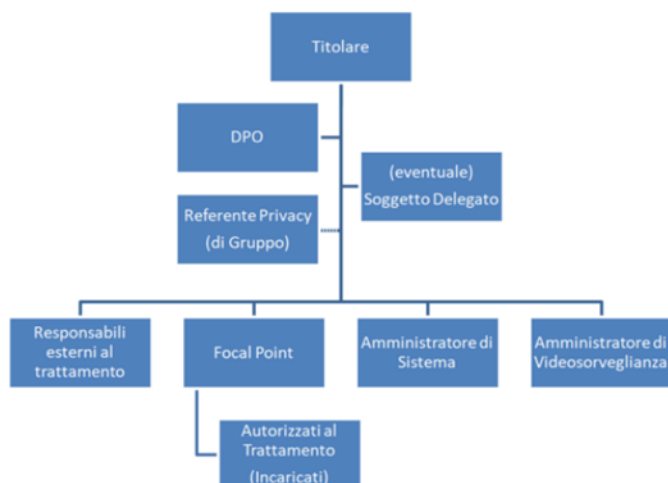 Titolare
DPO
(eventuale)
Soggetto Delegato
Referente Privacy
(di Gruppo)
Responsabili
esterni al
trattamento
Focal Point
Amministratore di
Sistema
Amministratore di
Videosorveglianza
Autorizzati al
Trattamento
(Incaricati)